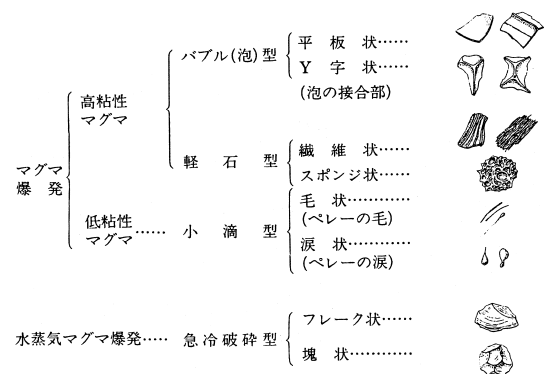 バブル(泡)型
平板状……
Y字状……
(泡の接合部)
高粘性
マグマ
軽石型
繊維状……
スポンジ状……
マグマ
爆発
低粘性
マグマ……
小滴型
毛状…………
(ペレーの毛)
涙状…………
(ペレーの涙)
水蒸気マグマ爆発……
急冷破砕型
フレーク状……
塊状…………